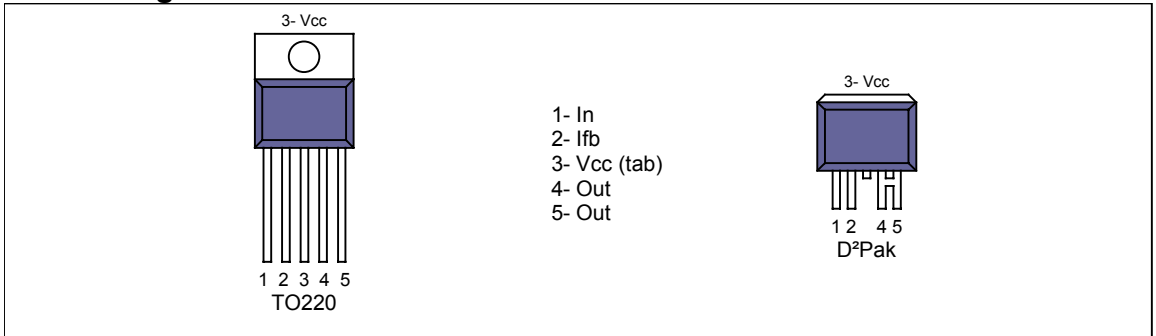 3- Vcc
1 2 3 4 5
TO220
1- In
2- Ifb
3- Vcc (tab)
4- Out
5- Out
3- Vcc
1 2 4 5
D²Pak